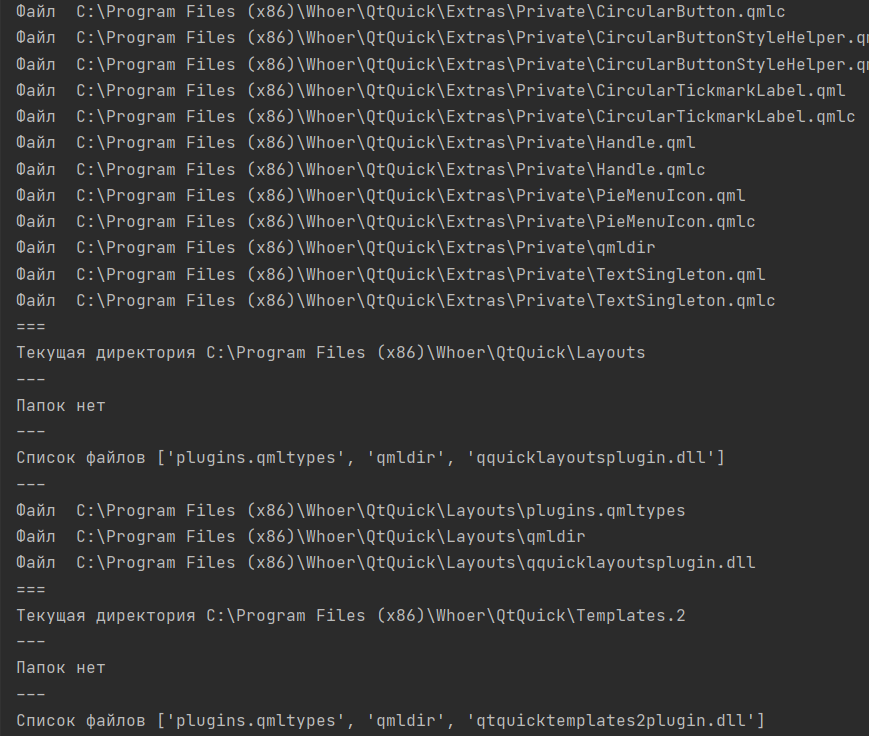 Файл  C:\Program Files (x86)\Whoer\QtQuick\Extras\Private\CircularButton.qmlc
Файл  C:\Program Files (x86)\Whoer\QtQuick\Extras\Private\CircularButtonStyleHelper.qm
Файл  C:\Program Files (x86)\Whoer\QtQuick\Extras\Private\CircularButtonStyleHelper.qm
Файл  C:\Program Files (x86)\Whoer\QtQuick\Extras\Private\CircularTickmarkLabel.qml
Файл  C:\Program Files (x86)\Whoer\QtQuick\Extras\Private\CircularTickmarkLabel.qmlc
Файл  C:\Program Files (x86)\Whoer\QtQuick\Extras\Private\Handle.qml
Файл  C:\Program Files (x86)\Whoer\QtQuick\Extras\Private\Handle.qmlc
Файл  C:\Program Files (x86)\Whoer\QtQuick\Extras\Private\PieMenuIcon.qml
Файл  C:\Program Files (x86)\Whoer\QtQuick\Extras\Private\PieMenuIcon.qmlc
Файл  C:\Program Files (x86)\Whoer\QtQuick\Extras\Private\qmldir
Файл  C:\Program Files (x86)\Whoer\QtQuick\Extras\Private\TextSingleton.qml
Файл  C:\Program Files (x86)\Whoer\QtQuick\Extras\Private\TextSingleton.qmlc
===
Текущая директория C:\Program Files (x86)\Whoer\QtQuick\Layouts
---
Папок нет
---
Список файлов ['plugins.qmltypes', 'qmldir', 'qquicklayoutsplugin.dll']
---
Файл  C:\Program Files (x86)\Whoer\QtQuick\Layouts\plugins.qmltypes
Файл  C:\Program Files (x86)\Whoer\QtQuick\Layouts\qmldir
Файл  C:\Program Files (x86)\Whoer\QtQuick\Layouts\qquicklayoutsplugin.dll
===
Текущая директория C:\Program Files (x86)\Whoer\QtQuick\Templates.2
---
Папок нет
---
Список файлов ['plugins.qmltypes', 'qmldir', 'qtquicktemplates2plugin.dll']